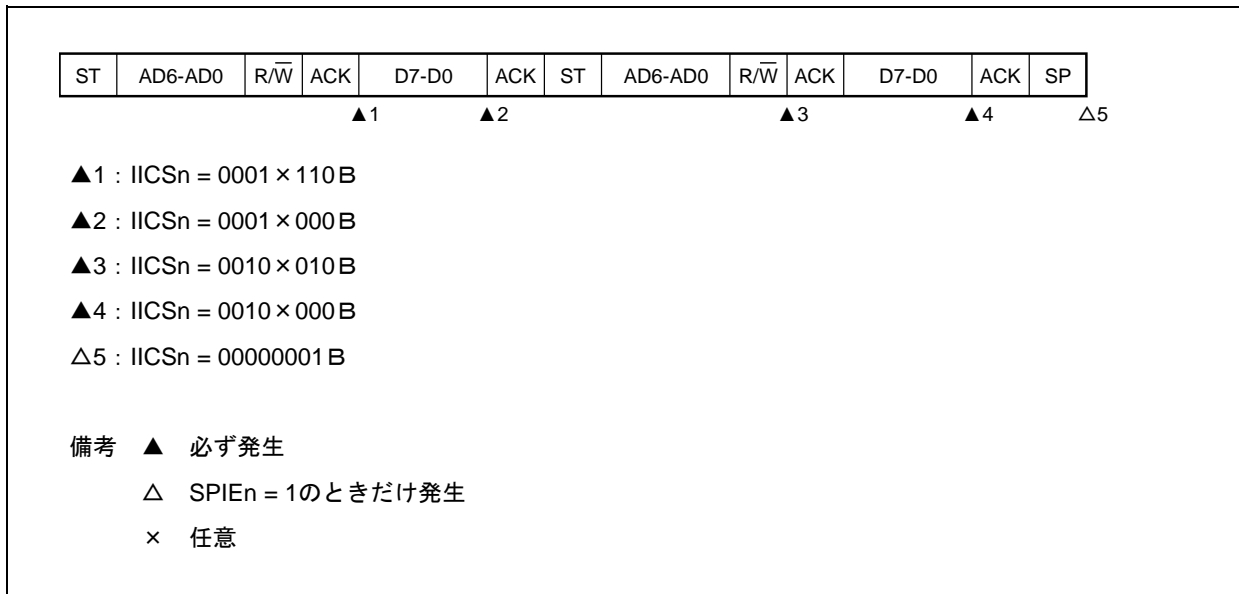 ST AD6-AD0 R/W̅ ACK D7-D0 ACK ST AD6-AD0 R/W̅ ACK D7-D0 ACK SP
▲1 ▲2 ▲3 ▲4 △5
▲1：IICSn = 0001×110B
▲2：IICSn = 0001×000B
▲3：IICSn = 0010×010B
▲4：IICSn = 0010×000B
△5：IICSn = 00000001B
備考 ▲ 必ず発生
△ SPIEn = 1のときだけ発生
× 任意